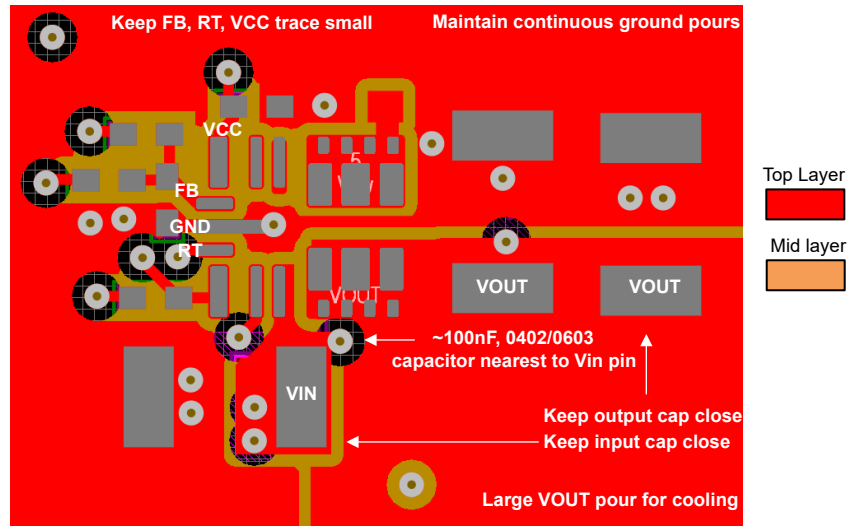 Keep FB, RT, VCC trace small
Maintain continuous ground pours
VCC
FB
GND
RT
VOUT
VOUT
VOUT
Top Layer
Mid layer
~100nF, 0402/0603
capacitor nearest to Vin pin
VIN
Keep output cap close
Keep input cap close
Large VOUT pour for cooling